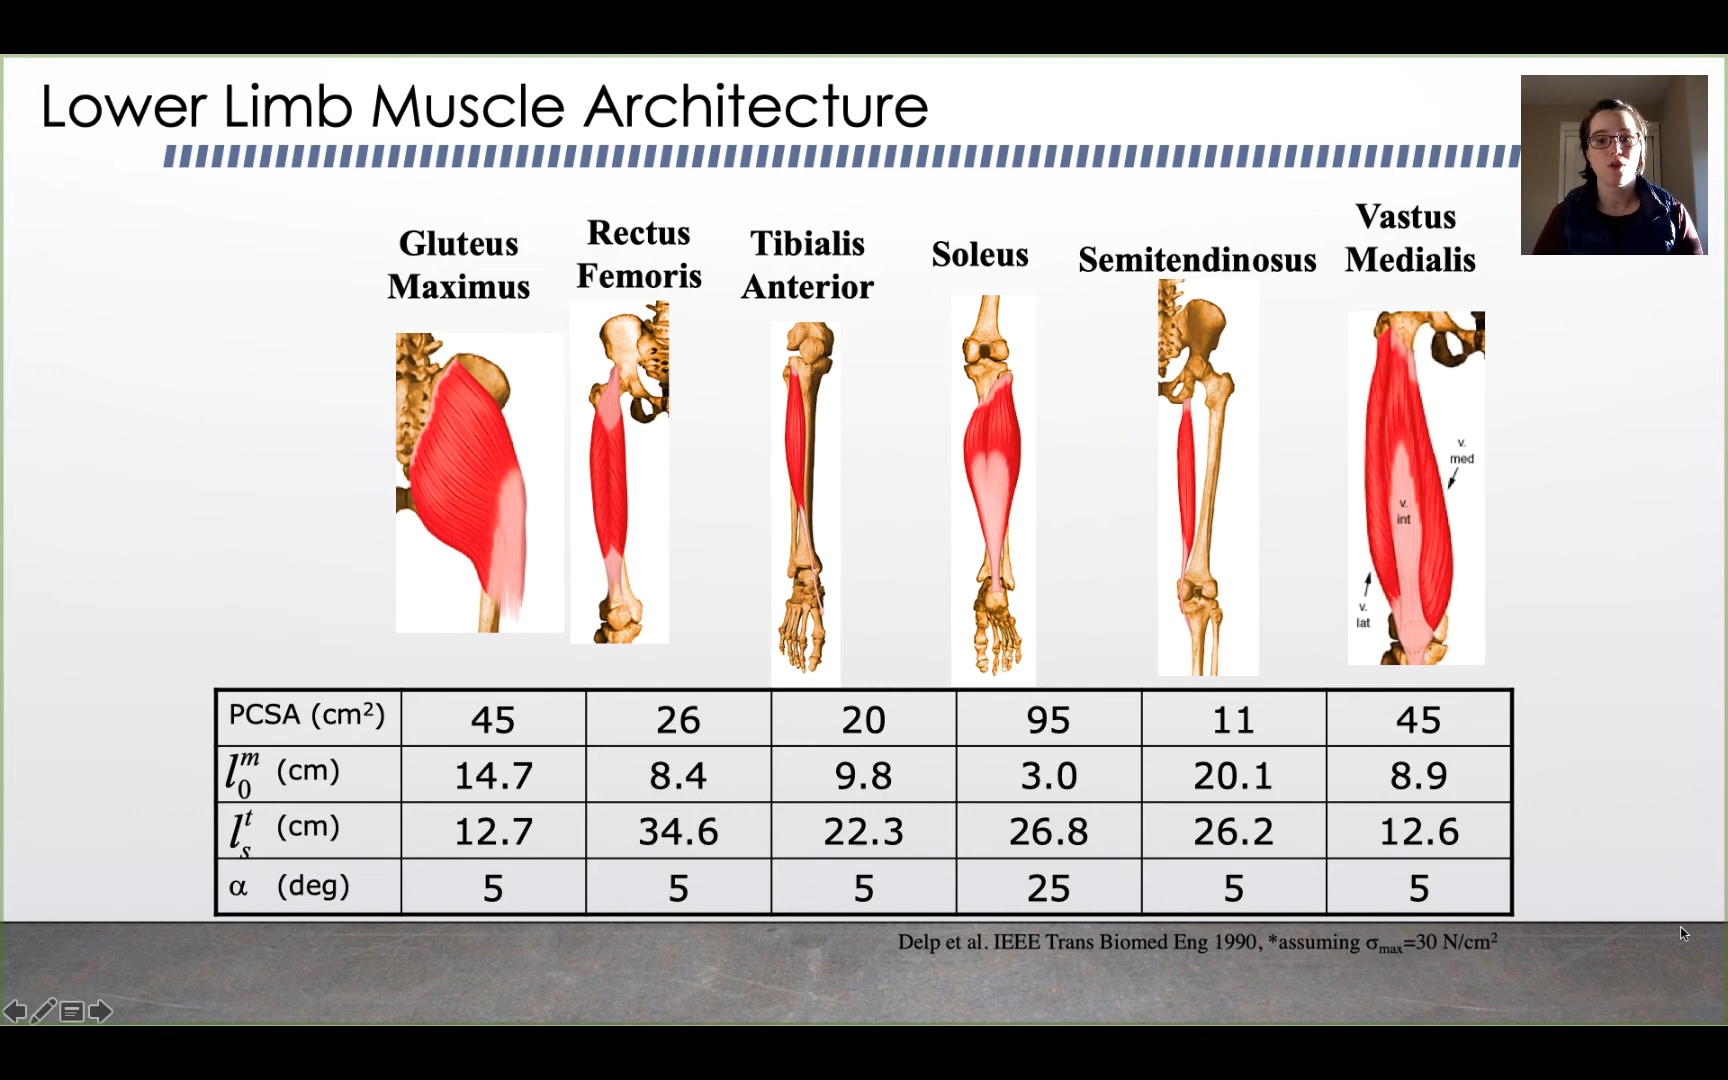 Lower Limb Muscle Architecture
Gluteus
Maximus
Rectus
Femoris
Tibialis
Anterior
Soleus
Semitendinosus
Vastus
Medialis
v.
med
v.
int
v.
lat
PCSA (cm²) 45 26 20 95 11 45
l₀ᵐ (cm) 14.7 8.4 9.8 3.0 20.1 8.9
lₛᵗ (cm) 12.7 34.6 22.3 26.8 26.2 12.6
α (deg) 5 5 5 25 5 5
Delp et al. IEEE Trans Biomed Eng 1990, *assuming σmax=30 N/cm²